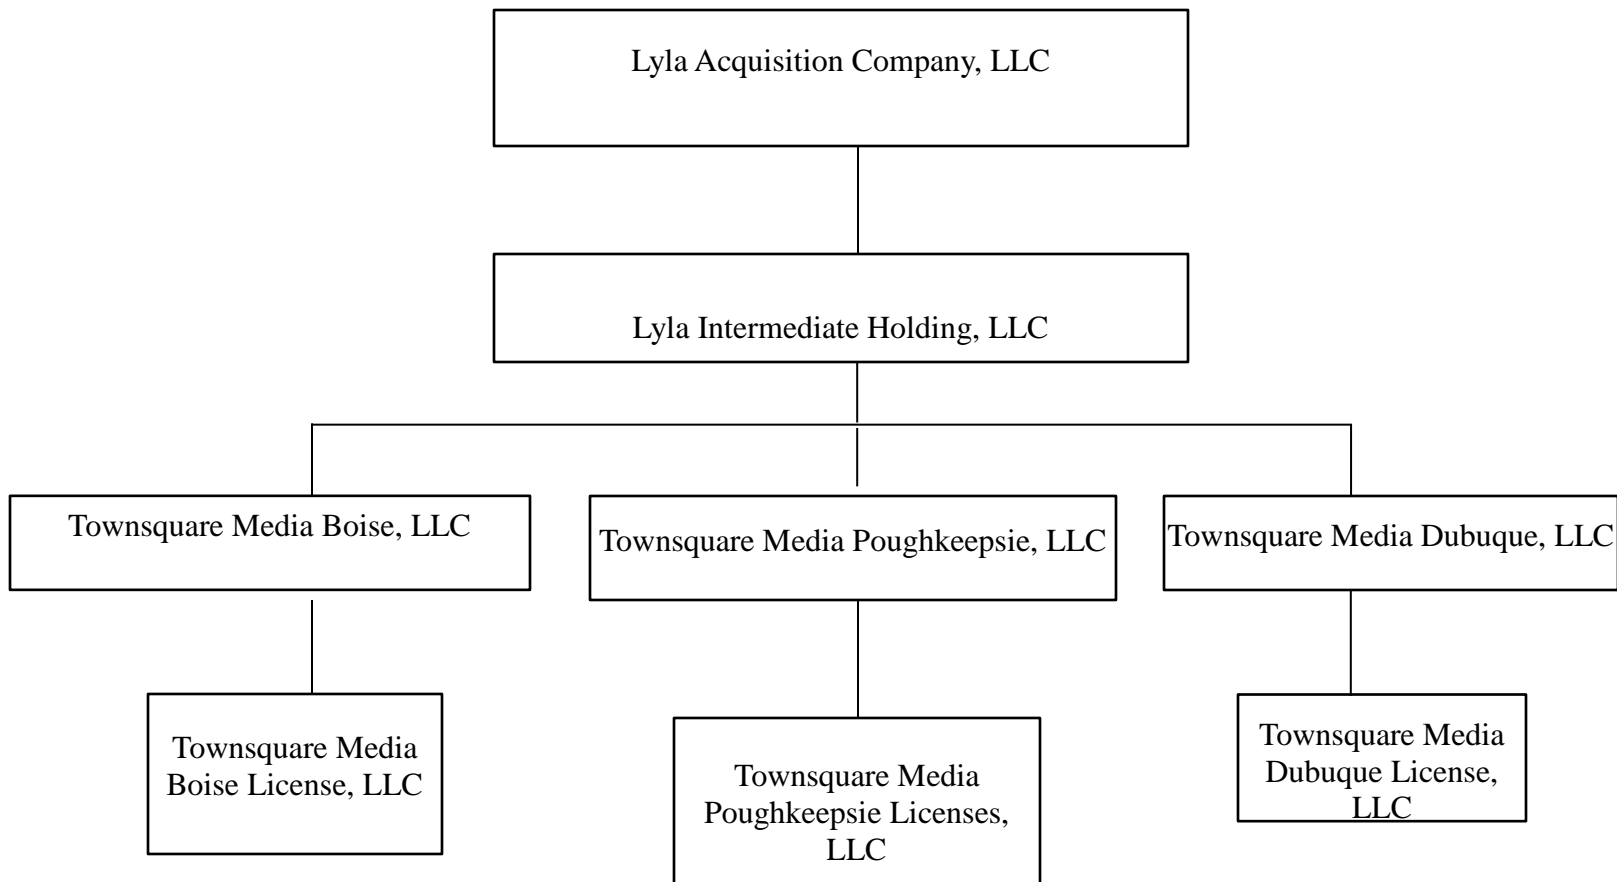 Lyla Acquisition Company, LLC
Lyla Intermediate Holding, LLC
Townsquare Media Boise, LLC
Townsquare Media Poughkeepsie, LLC
Townsquare Media Dubuque, LLC
Townsquare Media
Boise License, LLC
Townsquare Media
Poughkeepsie Licenses,
LLC
Townsquare Media
Dubuque License,
LLC